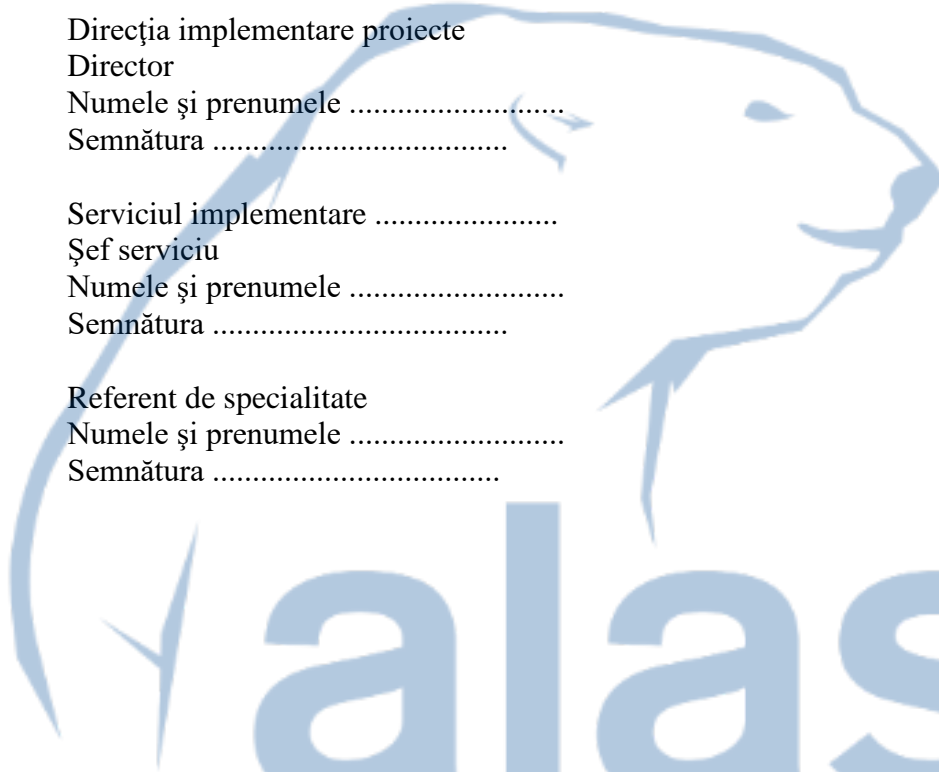 Direcţia implementare proiecte
Director
Numele şi prenumele ...........................
Semnătura .....................................

Serviciul implementare .......................
Şef serviciu
Numele şi prenumele ...........................
Semnătura .....................................

Referent de specialitate
Numele şi prenumele ...........................
Semnătura ....................................
alas